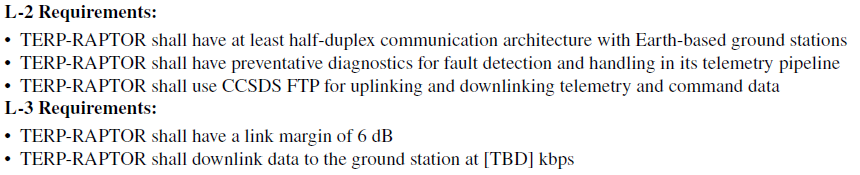 L-2 Requirements:
• TERP-RAPTOR shall have at least half-duplex communication architecture with Earth-based ground stations
• TERP-RAPTOR shall have preventative diagnostics for fault detection and handling in its telemetry pipeline
• TERP-RAPTOR shall use CCSDS FTP for uplinking and downlinking telemetry and command data
L-3 Requirements:
• TERP-RAPTOR shall have a link margin of 6 dB
• TERP-RAPTOR shall downlink data to the ground station at [TBD] kbps